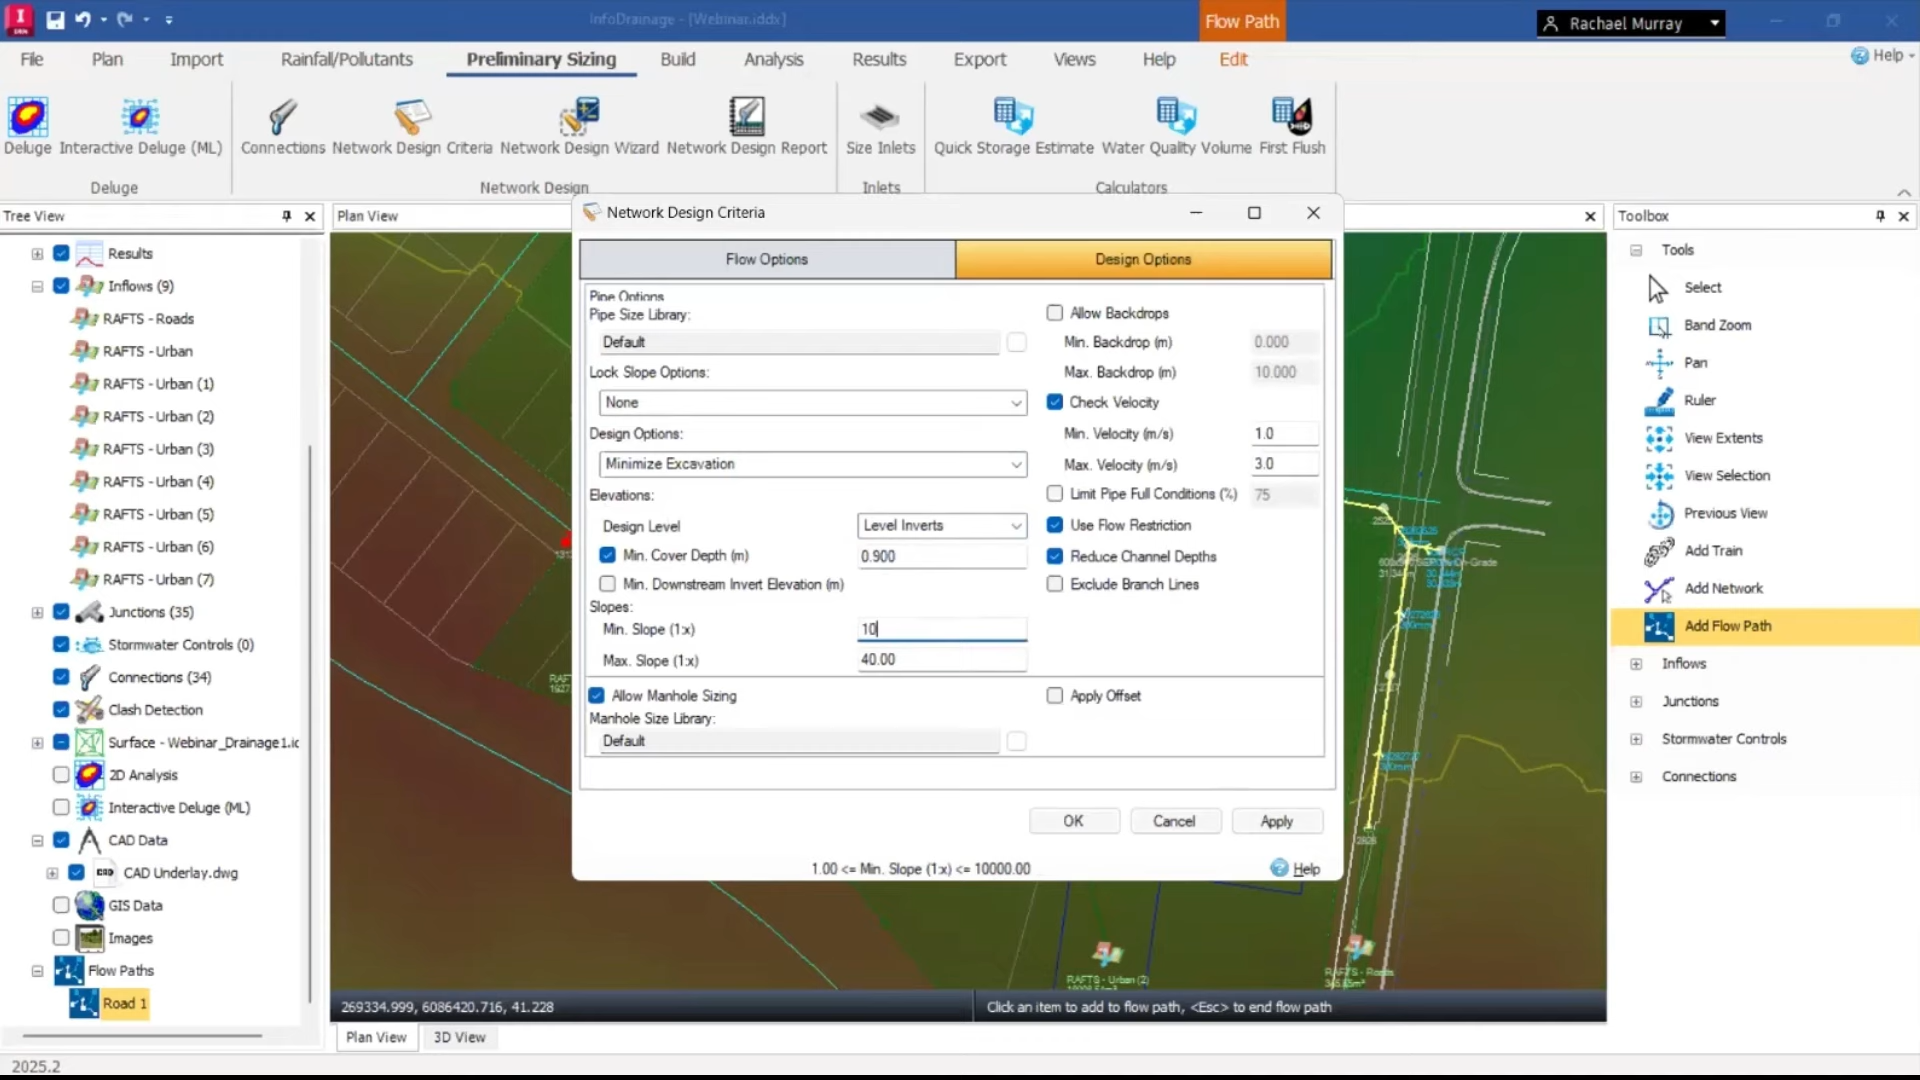 InfoDrainage - [Webinar.iddx]
Flow Path
Rachael Murray
File
Plan
Import
Rainfall/Pollutants
Preliminary Sizing
Build
Analysis
Results
Export
Views
Help
Edit
Help
Deluge
Interactive Deluge (ML)
Connections
Network Design Criteria
Network Design Wizard
Network Design Report
Size Inlets
Quick Storage Estimate
Water Quality Volume
First Flush
Deluge
Network Design
Inlets
Calculators
Tree View
Results
Inflows (9)
RAFTS - Roads
RAFTS - Urban
RAFTS - Urban (1)
RAFTS - Urban (2)
RAFTS - Urban (3)
RAFTS - Urban (4)
RAFTS - Urban (5)
RAFTS - Urban (6)
RAFTS - Urban (7)
Junctions (35)
Stormwater Controls (0)
Connections (34)
Clash Detection
Surface - Webinar_Drainage1.ic
2D Analysis
Interactive Deluge (ML)
CAD Data
CAD Underlay.dwg
GIS Data
Images
Flow Paths
Road 1
Plan View
Network Design Criteria
Flow Options
Design Options
Pipe Options
Pipe Size Library:
Default
Lock Slope Options:
None
Design Options:
Minimize Excavation
Elevations:
Design Level
Level Inverts
Min. Cover Depth (m)
0.900
Min. Downstream Invert Elevation (m)
Slopes:
Min. Slope (1:x)
10
Max. Slope (1:x)
40.00
Allow Manhole Sizing
Manhole Size Library:
Default
Allow Backdrops
Min. Backdrop (m)
0.000
Max. Backdrop (m)
10.000
Check Velocity
Min. Velocity (m/s)
1.0
Max. Velocity (m/s)
3.0
Limit Pipe Full Conditions (%)
75
Use Flow Restriction
Reduce Channel Depths
Exclude Branch Lines
Apply Offset
OK
Cancel
Apply
1.00 <= Min. Slope (1:x) <= 10000.00
Help
RAFTS - Urban (2)
RAFTS - Roads
269334.999, 6086420.716, 41.228
Click an item to add to flow path, <Esc> to end flow path
Plan View
3D View
Toolbox
Tools
Select
Band Zoom
Pan
Ruler
View Extents
View Selection
Previous View
Add Train
Add Network
Add Flow Path
Inflows
Junctions
Stormwater Controls
Connections
2025.2